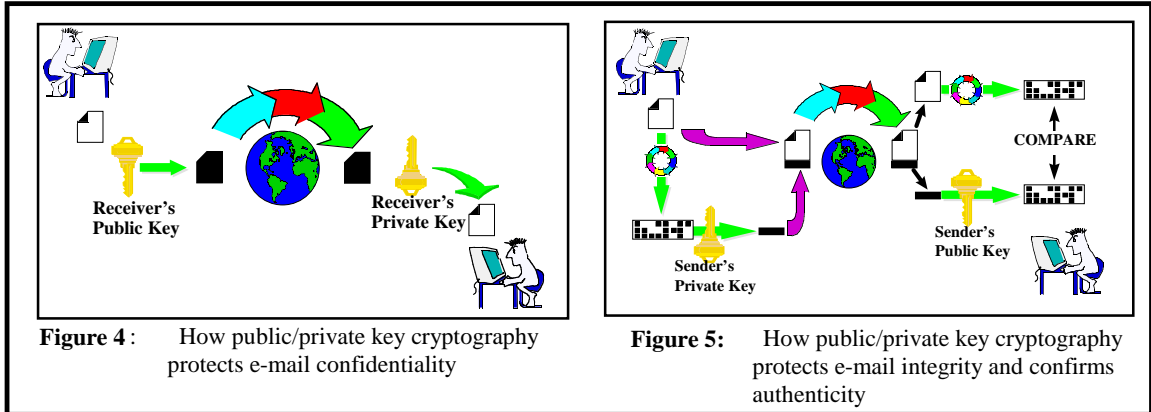 Receiver's
Public Key
Receiver's
Private Key
Figure 4 : How public/private key cryptography
protects e-mail confidentiality
COMPARE
Sender's
Private Key
Sender's
Public Key
Figure 5: How public/private key cryptography
protects e-mail integrity and confirms
authenticity